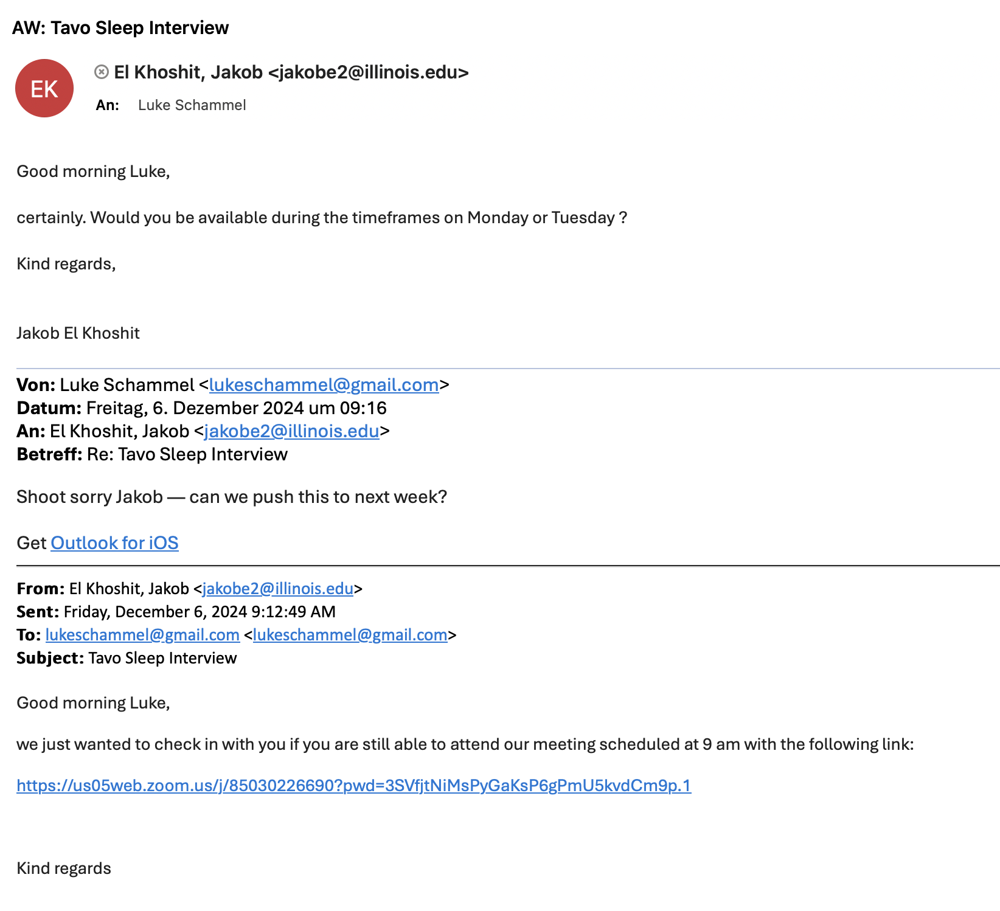 AW: Tavo Sleep Interview
EK
El Khoshit, Jakob <jakobe2@illinois.edu>
An: Luke Schammel
Good morning Luke,
certainly. Would you be available during the timeframes on Monday or Tuesday ?
Kind regards,
Jakob El Khoshit
Von: Luke Schammel <lukeschammel@gmail.com>
Datum: Freitag, 6. Dezember 2024 um 09:16
An: El Khoshit, Jakob <jakobe2@illinois.edu>
Betreff: Re: Tavo Sleep Interview
Shoot sorry Jakob — can we push this to next week?
Get Outlook for iOS
From: El Khoshit, Jakob <jakobe2@illinois.edu>
Sent: Friday, December 6, 2024 9:12:49 AM
To: lukeschammel@gmail.com <lukeschammel@gmail.com>
Subject: Tavo Sleep Interview
Good morning Luke,
we just wanted to check in with you if you are still able to attend our meeting scheduled at 9 am with the following link:
https://us05web.zoom.us/j/85030226690?pwd=3SVfjtNiMsPyGaKsP6gPmU5kvdCm9p.1
Kind regards